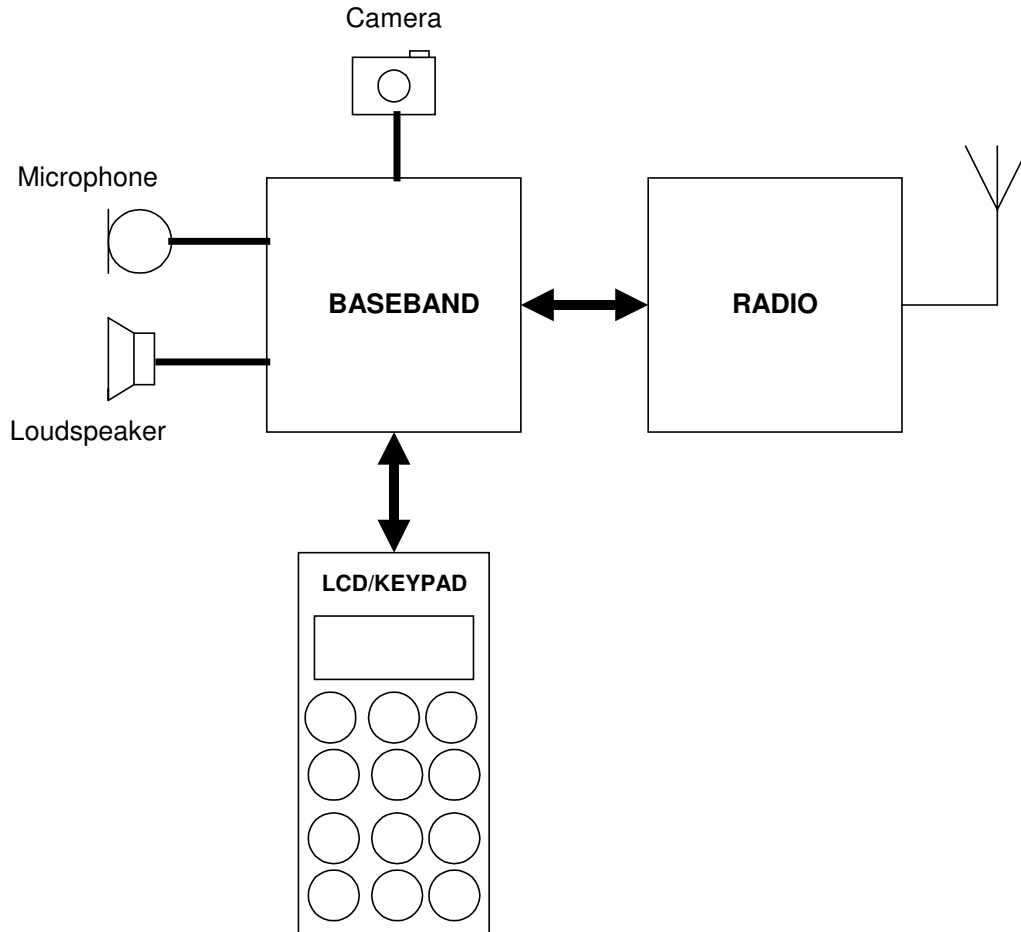 Camera
Microphone
BASEBAND
RADIO
Loudspeaker
LCD/KEYPAD